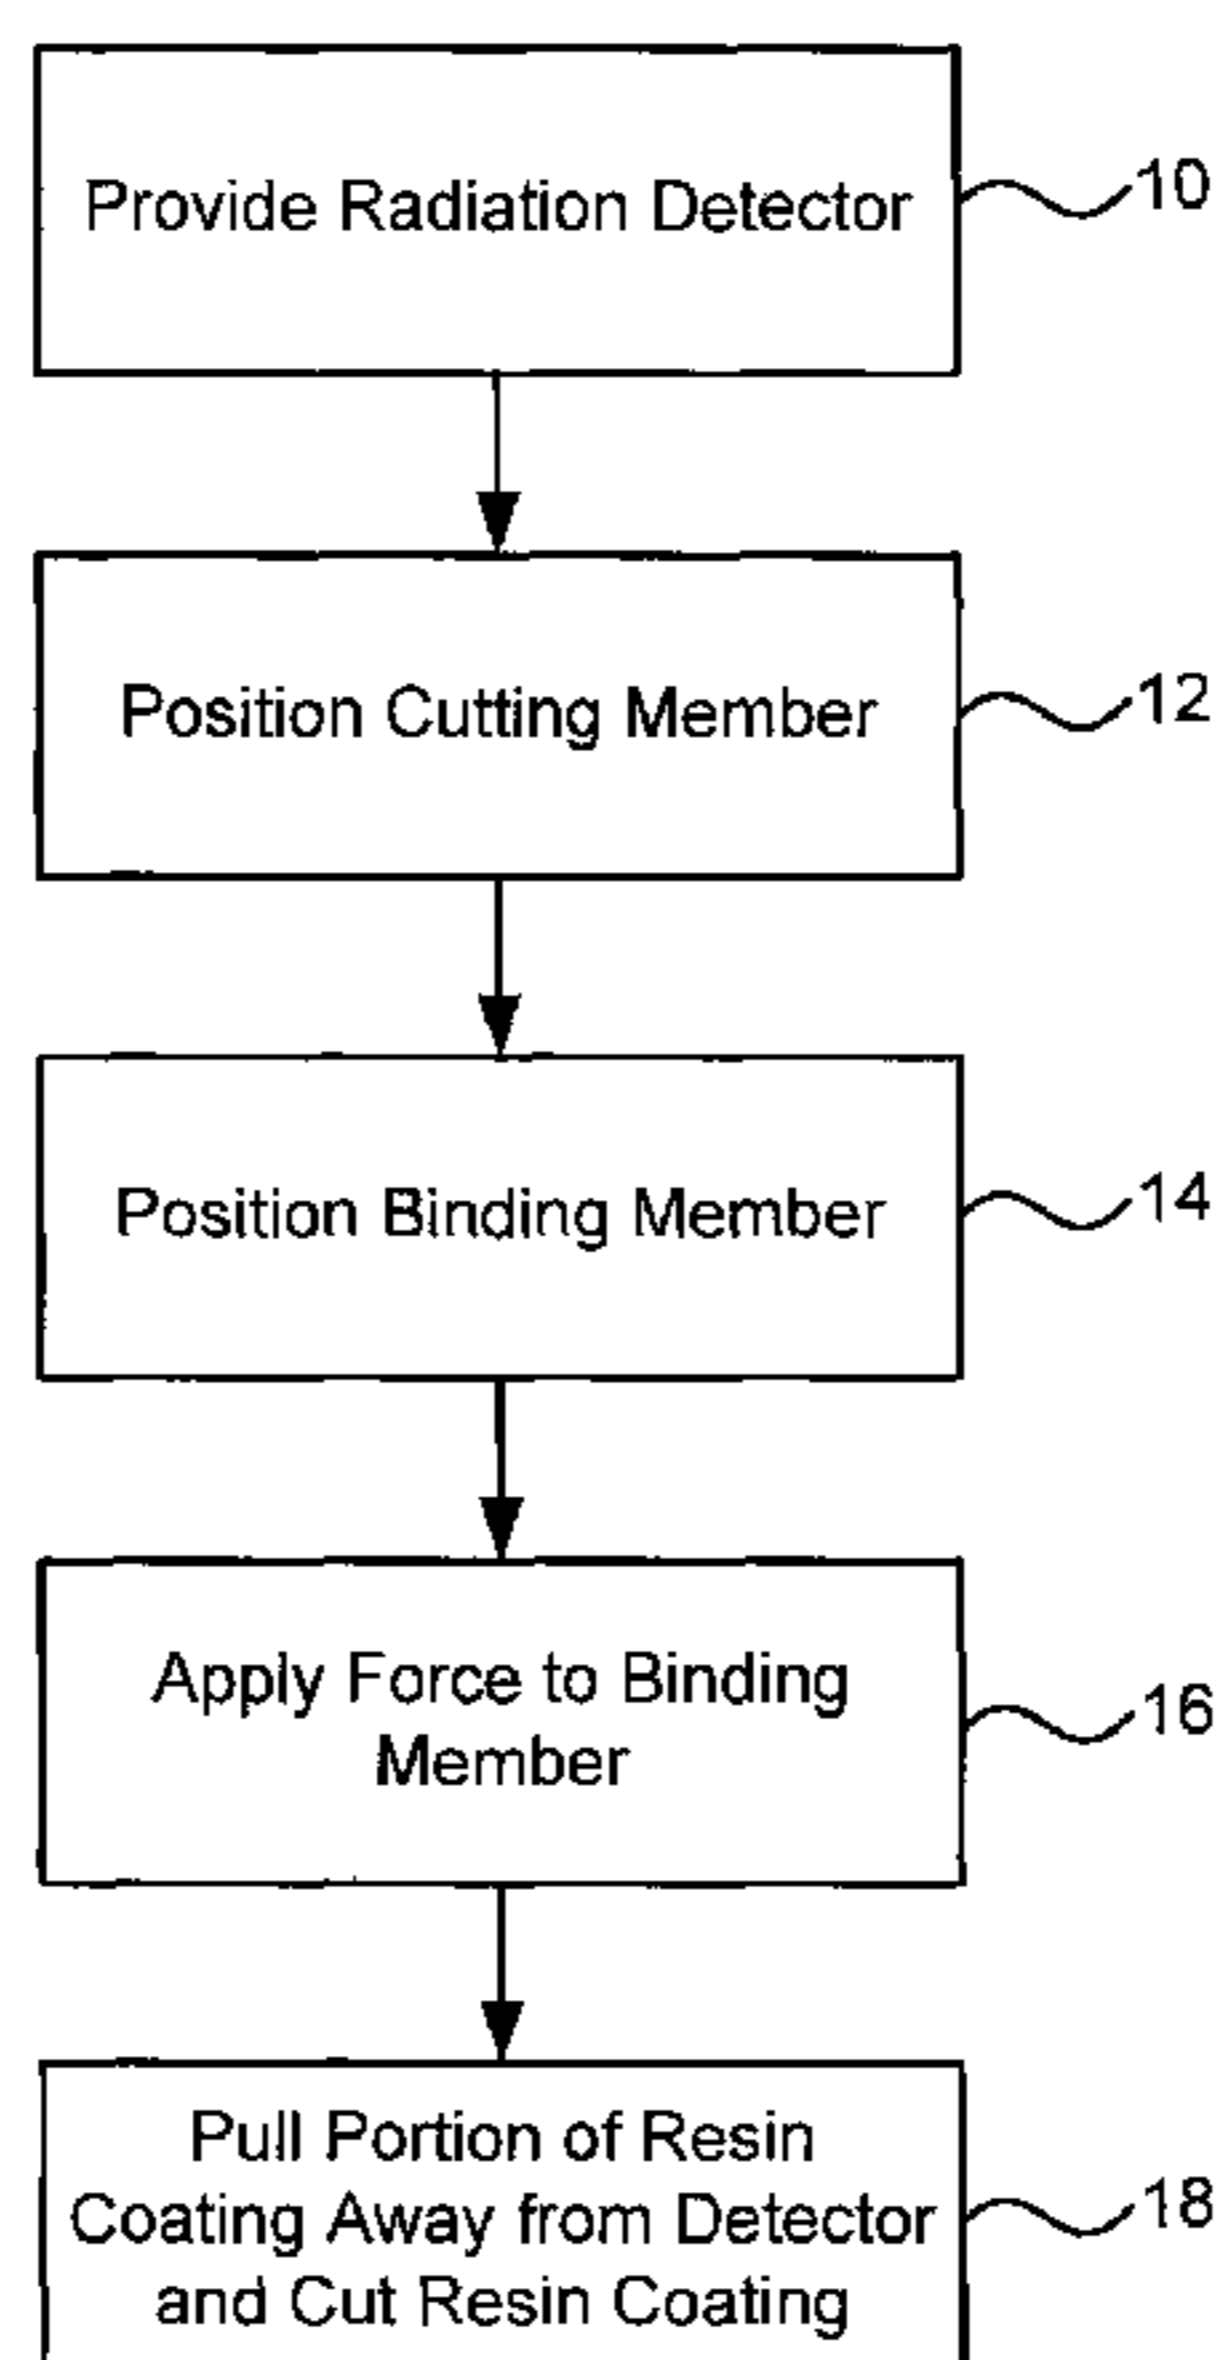 Provide Radiation Detector
10
Position Cutting Member
12
Position Binding Member
14
Apply Force to Binding
Member
16
Pull Portion of Resin
Coating Away from Detector
and Cut Resin Coating
18